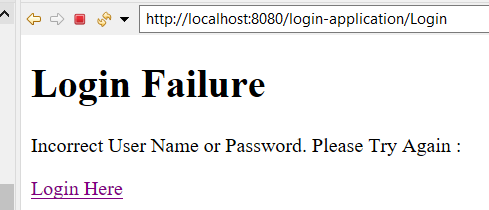 http://localhost:8080/login-application/Login
Login Failure
Incorrect User Name or Password. Please Try Again :
Login Here